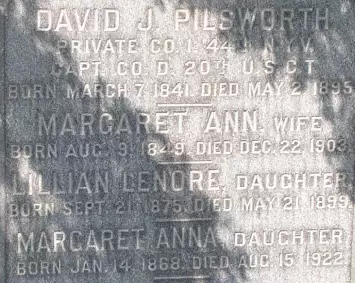 DAVID J. PILSWORTH
PRIVATE CO. I. 44TH N.Y.V.
CAPT. CO. D. 20TH U.S.C.T.
BORN MARCH 7, 1841. DIED MAY 2, 1895
MARGARET ANN, WIFE
BORN AUG. 9, 1849. DIED DEC. 22, 1903.
LILLIAN LENORE, DAUGHTER
BORN SEPT. 21, 1875. DIED MAY 21, 1899.
MARGARET ANNA, DAUGHTER
BORN JAN. 14, 1868. DIED AUG. 15, 1922.